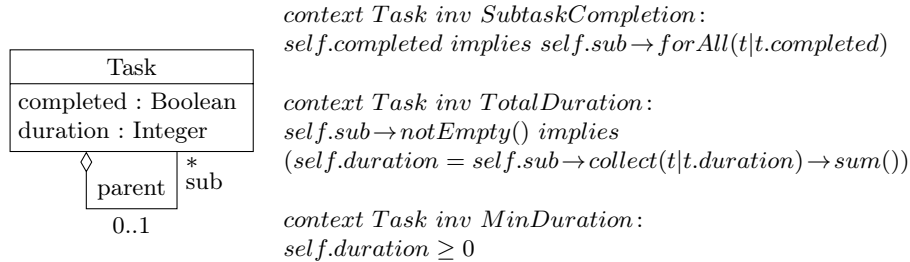 Task
completed : Boolean
duration : Integer
*
parent
sub
0..1
context Task inv SubtaskCompletion:
self.completed implies self.sub→forAll(t|t.completed)
context Task inv TotalDuration:
self.sub→notEmpty() implies
(self.duration = self.sub→collect(t|t.duration)→sum())
context Task inv MinDuration:
self.duration ≥ 0